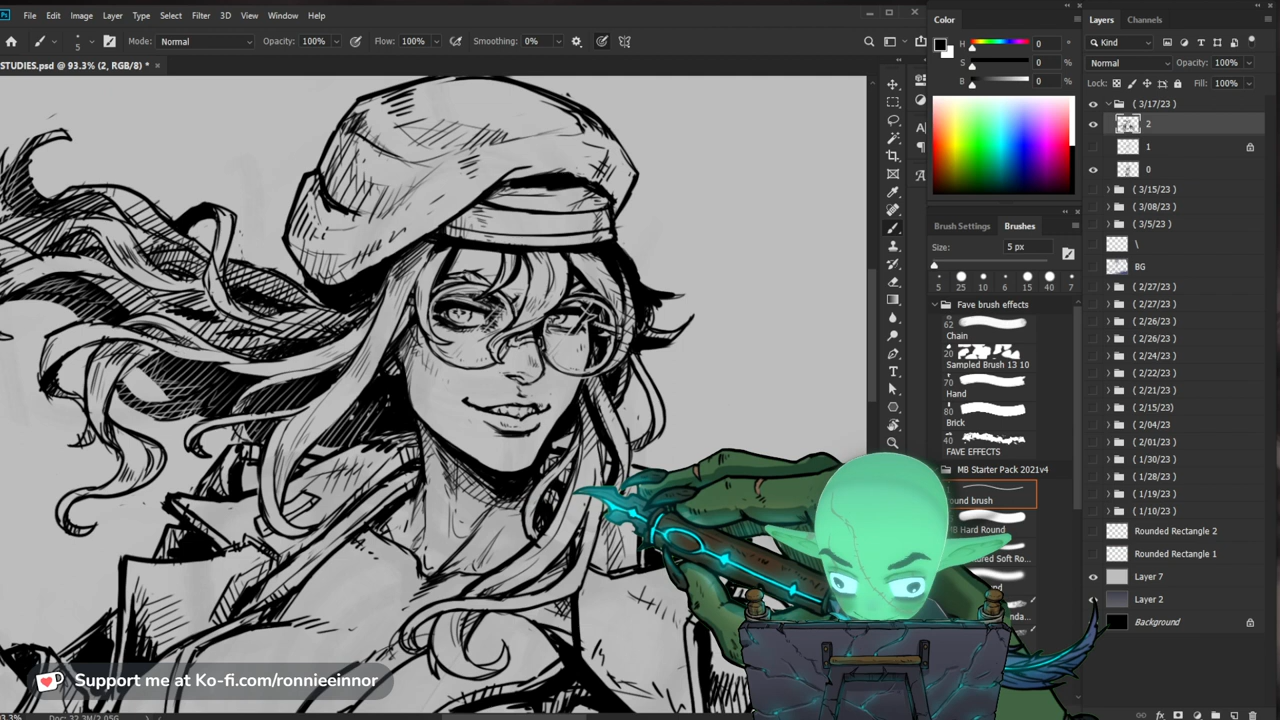 Ps File Edit Image Layer Type Select Filter 3D View Window Help
5 Mode: Normal Opacity: 100% Flow: 100% Smoothing: 0%
STUDIES.psd @ 93.3% (2, RGB/8) * ×
Color
H 0 °
S 0 %
B 0 %
Brush Settings Brushes
Size: 5 px
5 25 10 6 15 40 7
Fave brush effects
62
Chain
20
Sampled Brush 13 10
70
Hand
80
Brick
40
FAVE EFFECTS
MB Starter Pack 2021v4
ound brush
Hard Round
Soft Ro...
Layers Channels
Kind
Normal Opacity: 100%
Lock: Fill: 100%
( 3/17/23 )
2
1
0
( 3/15/23 )
( 3/08/23 )
( 3/5/23 )
\
BG
( 2/27/23 )
( 2/27/23 )
( 2/26/23 )
( 2/26/23 )
( 2/24/23 )
( 2/22/23 )
( 2/21/23 )
( 2/15/23)
( 2/04/23
( 2/01/23 )
( 1/30/23 )
( 1/28/23 )
( 1/19/23 )
( 1/10/23 )
Rounded Rectangle 2
Rounded Rectangle 1
Layer 7
Layer 2
Background
fx
Support me at Ko-fi.com/ronnieeinnor